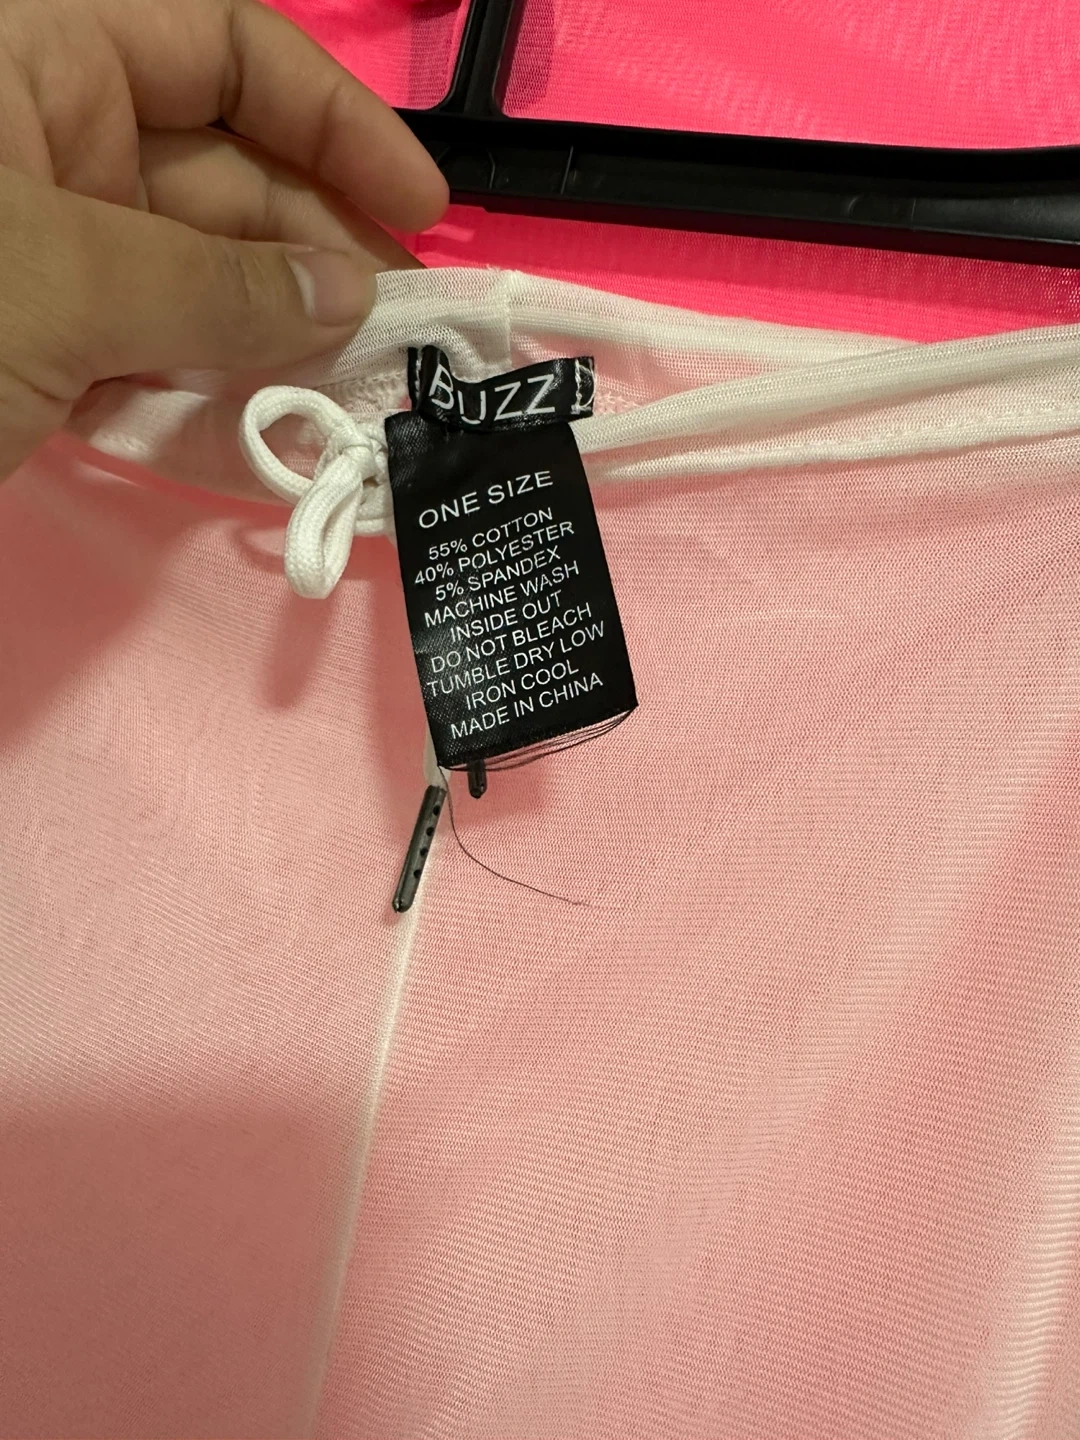 BUZZ
ONE SIZE
55% COTTON
40% POLYESTER
5% SPANDEX
MACHINE WASH
INSIDE OUT
DO NOT BLEACH
TUMBLE DRY LOW
IRON COOL
MADE IN CHINA